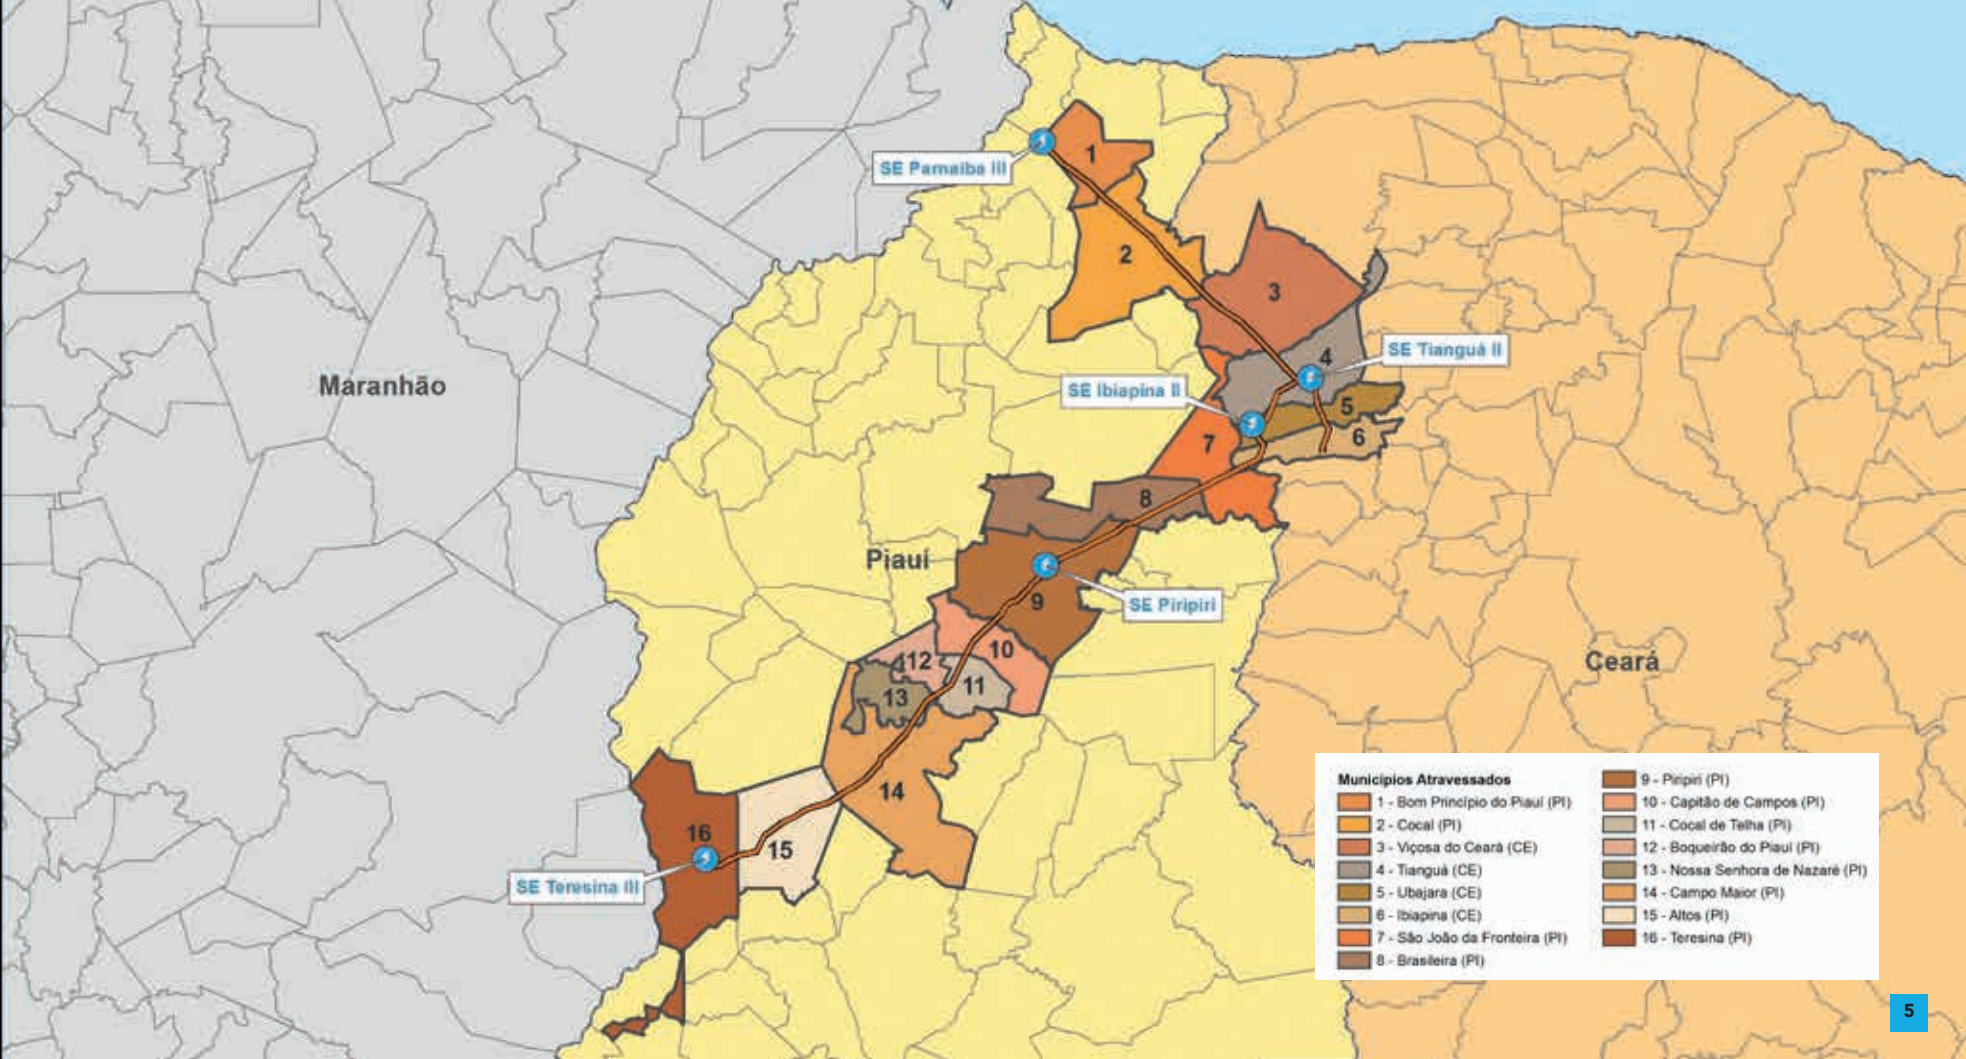 SE Parnaíba III
1
2
3
Maranhão
4
SE Tianguá II
SE Ibiapina II
5
6
7
8
Piauí
9
SE Piripiri
10
12
11
13
Ceará
14
16
15
SE Teresina III
Municípios Atravessados
1 - Bom Princípio do Piauí (PI)
2 - Cocal (PI)
3 - Viçosa do Ceará (CE)
4 - Tianguá (CE)
5 - Ubajara (CE)
6 - Ibiapina (CE)
7 - São João da Fronteira (PI)
8 - Brasileira (PI)
9 - Piripiri (PI)
10 - Capitão de Campos (PI)
11 - Cocal de Telha (PI)
12 - Boqueirão do Piauí (PI)
13 - Nossa Senhora de Nazaré (PI)
14 - Campo Maior (PI)
15 - Altos (PI)
16 - Teresina (PI)
5